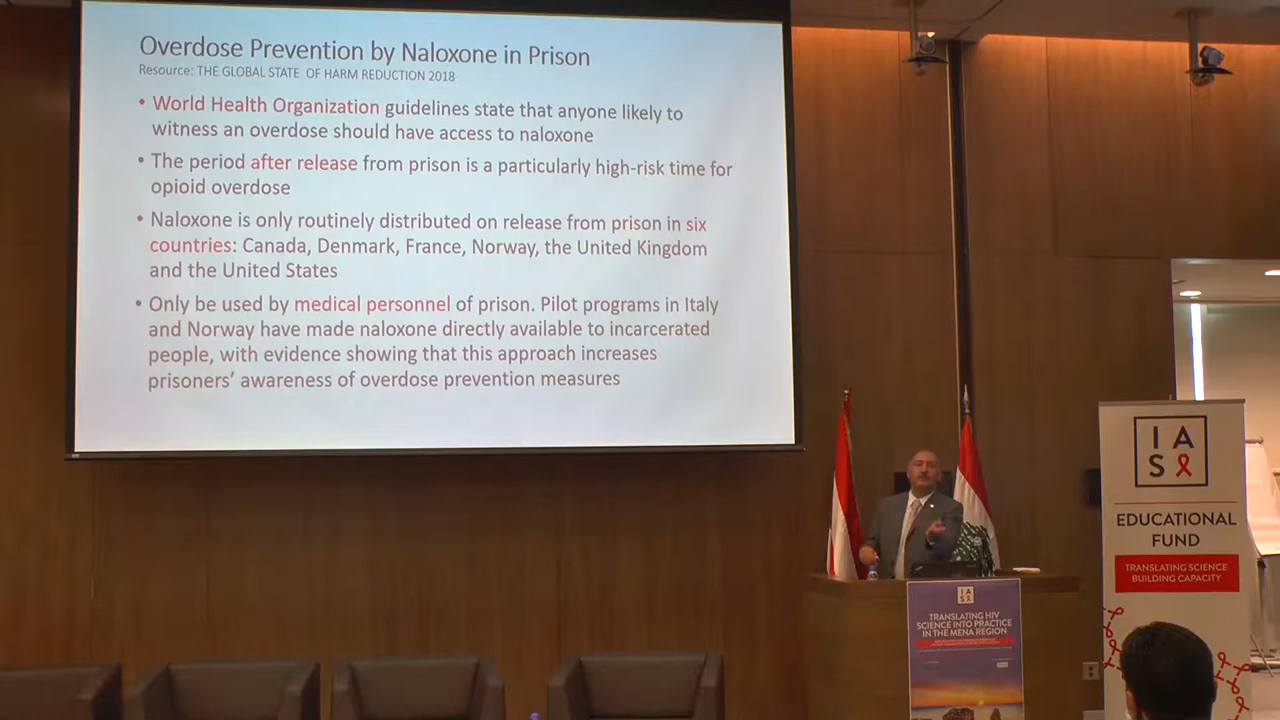 Overdose Prevention by Naloxone in Prison
Resource: THE GLOBAL STATE OF HARM REDUCTION 2018
• World Health Organization guidelines state that anyone likely to
witness an overdose should have access to naloxone
• The period after release from prison is a particularly high-risk time for
opioid overdose
• Naloxone is only routinely distributed on release from prison in six
countries: Canada, Denmark, France, Norway, the United Kingdom
and the United States
• Only be used by medical personnel of prison. Pilot programs in Italy
and Norway have made naloxone directly available to incarcerated
people, with evidence showing that this approach increases
prisoners’ awareness of overdose prevention measures
IA
S
EDUCATIONAL
FUND
TRANSLATING SCIENCE
BUILDING CAPACITY
IA
S
TRANSLATING HIV
SCIENCE INTO PRACTICE
IN THE MENA REGION